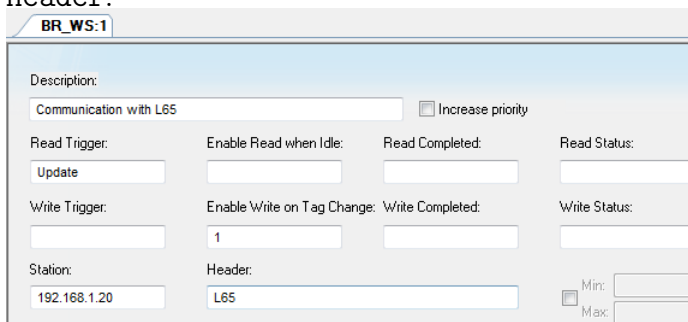 header.
BR_WS:1
Description:
Communication with L65
Increase priority
Read Trigger: Enable Read when Idle: Read Completed: Read Status:
Update
Write Trigger: Enable Write on Tag Change: Write Completed: Write Status:
1
Station: Header:
192.168.1.20 L65
Min:
Max: